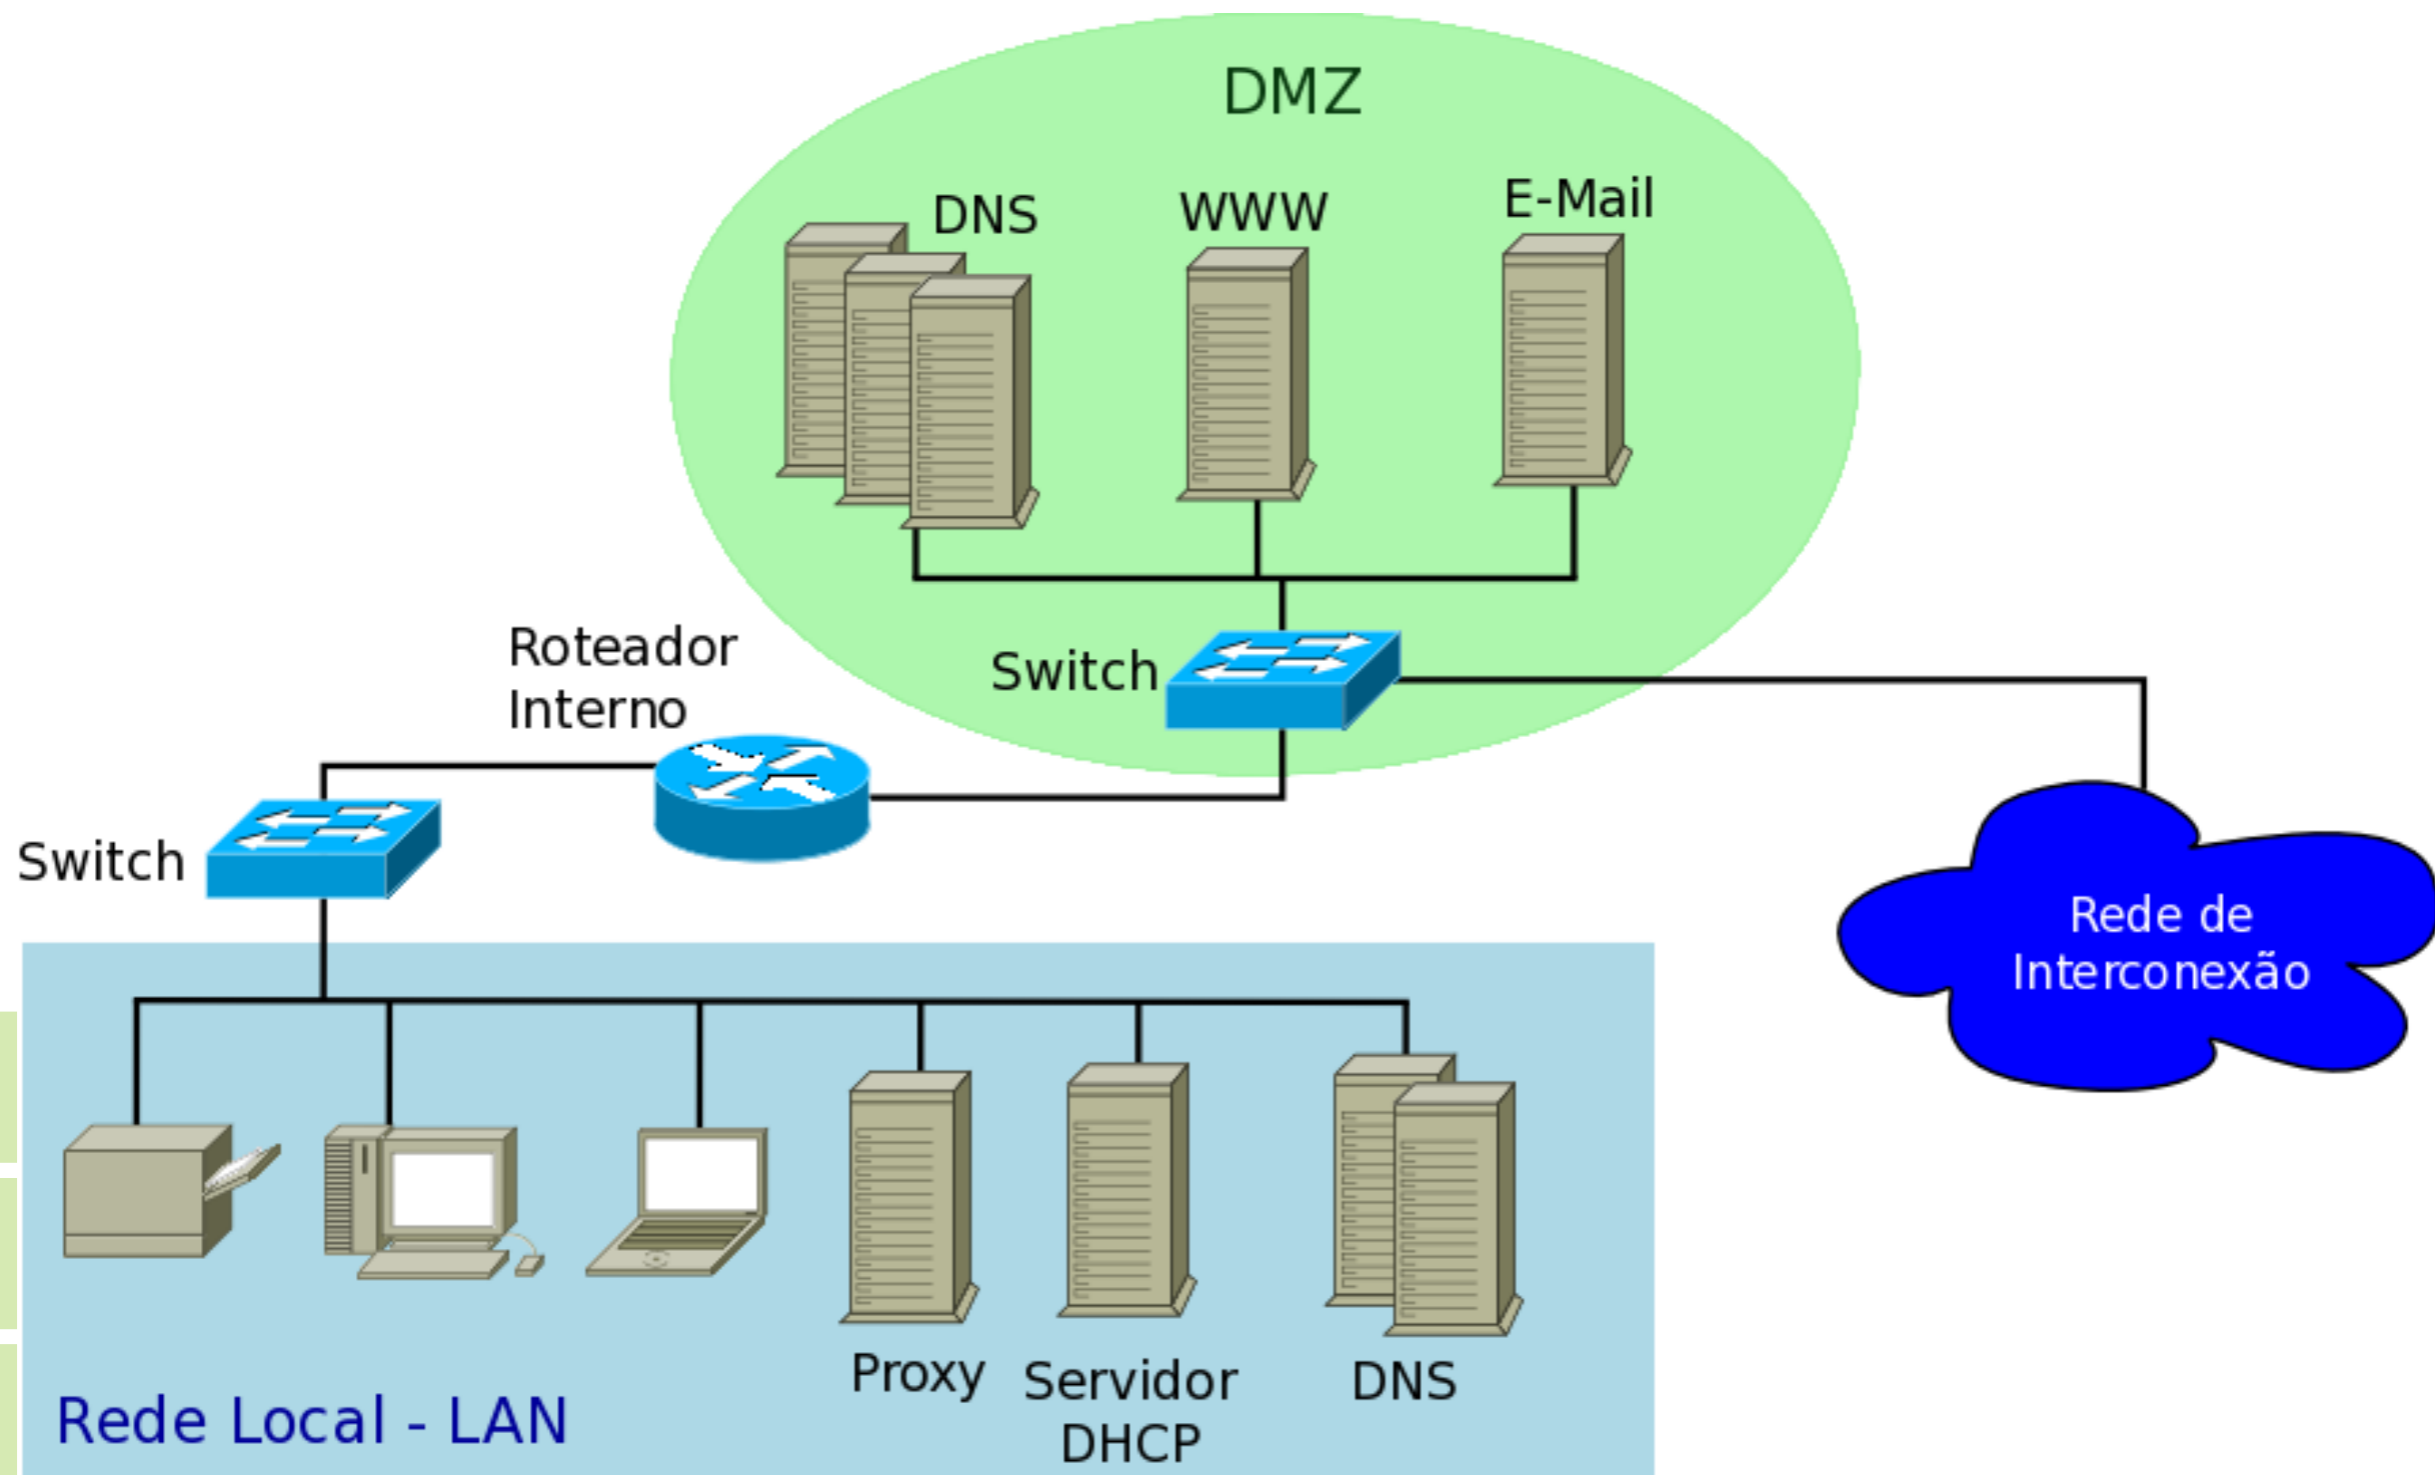 DMZ
DNS
WWW
E-Mail
Roteador
Interno
Switch
Switch
Rede de
Interconexão
Proxy
Servidor
DHCP
DNS
Rede Local - LAN